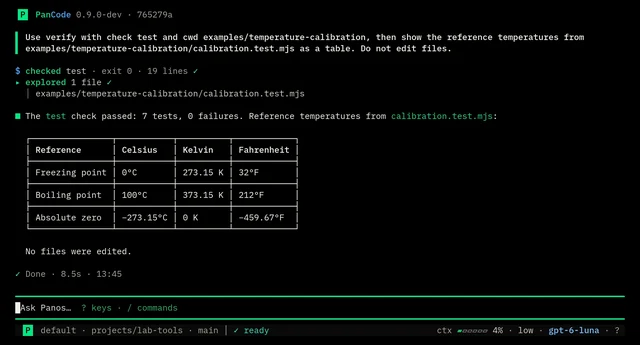 P PanCode 0.9.0-dev · 765279a
Use verify with check test and cwd examples/temperature-calibration, then show the reference temperatures from
examples/temperature-calibration/calibration.test.mjs as a table. Do not edit files.
$ checked test · exit 0 · 19 lines ✓
▸ explored 1 file ✓
examples/temperature-calibration/calibration.test.mjs
The test check passed: 7 tests, 0 failures. Reference temperatures from calibration.test.mjs:
Reference Celsius Kelvin Fahrenheit
Freezing point 0°C 273.15 K 32°F
Boiling point 100°C 373.15 K 212°F
Absolute zero −273.15°C 0 K −459.67°F
No files were edited.
✓ Done · 8.5s · 13:45
Ask Panos… ? keys · / commands
P default · projects/lab-tools · main │ ✓ ready ctx 4% · low · gpt-6-luna · ?